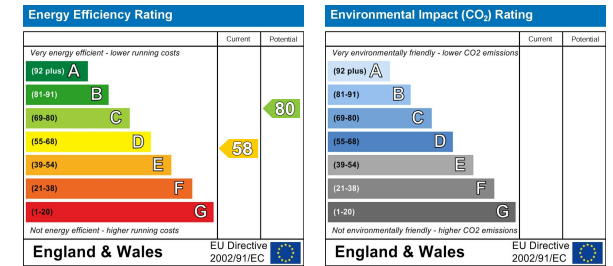 Energy Efficiency Rating
Current Potential
Very energy efficient - lower running costs
(92 plus) A
(81-91) B
(69-80) C
80
(55-68) D
58
(39-54) E
(21-38) F
(1-20) G
Not energy efficient - higher running costs
England & Wales
EU Directive
2002/91/EC
Environmental Impact (CO2) Rating
Current Potential
Very environmentally friendly - lower CO2 emissions
(92 plus) A
(81-91) B
(69-80) C
(55-68) D
(39-54) E
(21-38) F
(1-20) G
Not environmentally friendly - higher CO2 emissions
England & Wales
EU Directive
2002/91/EC